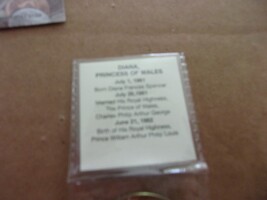 DIANA,
PRINCESS OF WALES
July 1, 1961
Born Diana Frances Spencer
July 29, 1981
Married His Royal Highness,
The Prince of Wales,
Charles Philip Arthur George
June 21, 1982
Birth of His Royal Highness,
Prince William Arthur Philip Louis